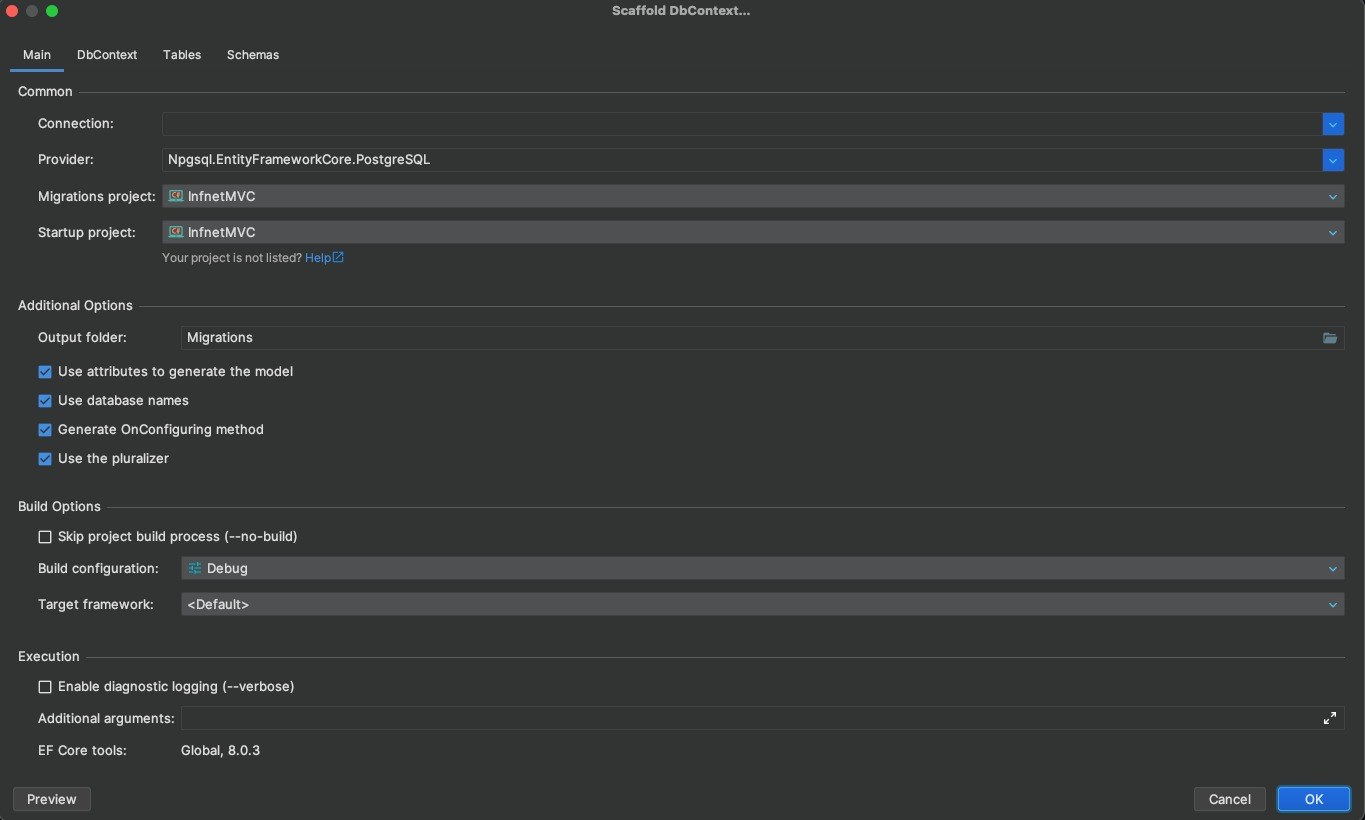 Scaffold DbContext...
Main DbContext Tables Schemas
Common
Connection:
Provider: Npgsql.EntityFrameworkCore.PostgreSQL
Migrations project: C# InfnetMVC
Startup project: C# InfnetMVC
Your project is not listed? Help
Additional Options
Output folder: Migrations
Use attributes to generate the model
Use database names
Generate OnConfiguring method
Use the pluralizer
Build Options
Skip project build process (--no-build)
Build configuration: Debug
Target framework: <Default>
Execution
Enable diagnostic logging (--verbose)
Additional arguments:
EF Core tools: Global, 8.0.3
Preview Cancel OK